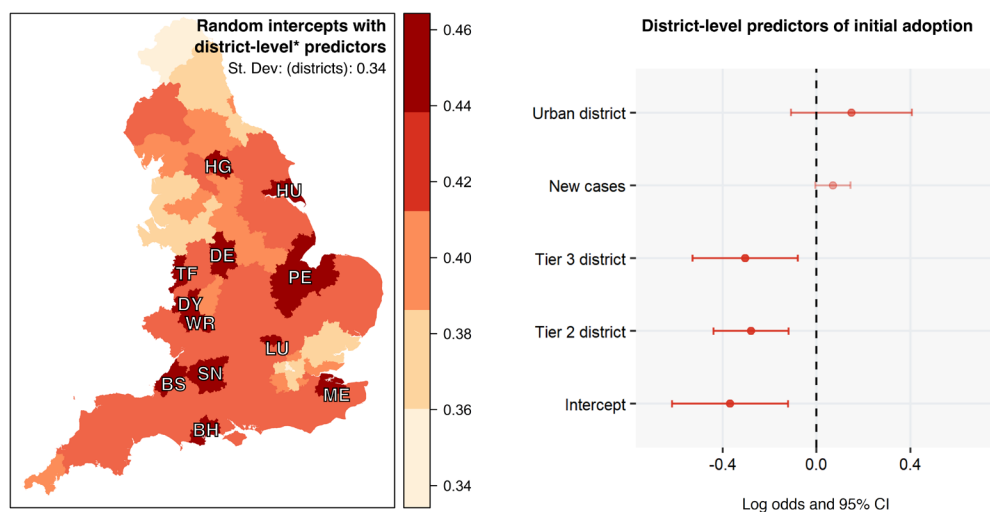 Random intercepts with
district-level* predictors
St. Dev: (districts): 0.34
HG
HU
DE
TF
PE
DY
WR
LU
SN
BS
ME
BH
0.46
0.44
0.42
0.40
0.38
0.36
0.34
District-level predictors of initial adoption
Urban district
New cases
Tier 3 district
Tier 2 district
Intercept
-0.4 0.0 0.4
Log odds and 95% CI